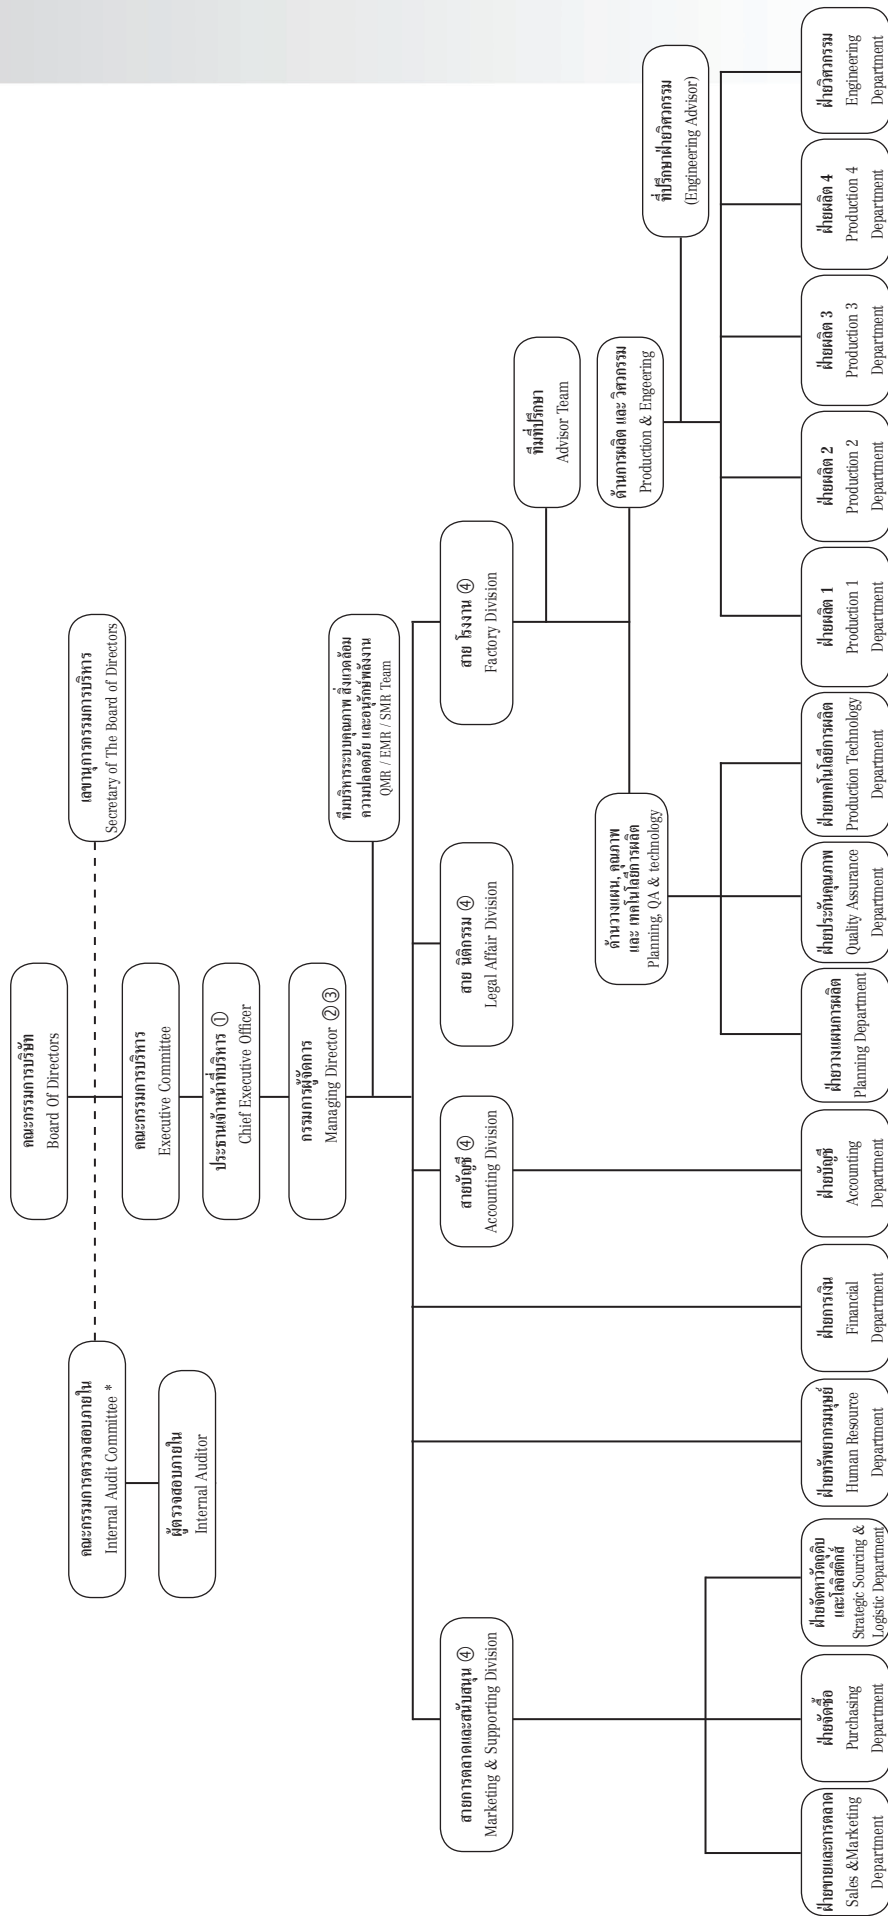 คณะกรรมการบริษัท
Board Of Directors
เลขานุการกรรมการบริหาร
Secretary of The Board of Directors
คณะกรรมการตรวจสอบภายใน
Internal Audit Committee *
ผู้ตรวจสอบภายใน
Internal Auditor
คณะกรรมการบริหาร
Executive Committee
ประธานเจ้าหน้าที่บริหาร ①
Chief Executive Officer
กรรมการผู้จัดการ
Managing Director ② ③
ทีมบริหารระบบคุณภาพ สิ่งแวดล้อม
ความปลอดภัย และอนุรักษ์พลังงาน
QMR / EMR / SMR Team
สายการตลาดและสนับสนุน ④
Marketing & Supporting Division
สายบัญชี ④
Accounting Division
สาย นิติกรรม ④
Legal Affair Division
สาย โรงงาน ④
Factory Division
ทีมที่ปรึกษา
Advisor Team
ด้านวางแผน, คุณภาพ
และ เทคโนโลยีการผลิต
Planning, QA & technology
ด้านการผลิต และ วิศวกรรม
Production & Engeering
ที่ปรึกษาฝ่ายวิศวกรรม
(Engineering Advisor)
ฝ่ายขายและการตลาด
Sales &Marketing
Department
ฝ่ายจัดซื้อ
Purchasing
Department
ฝ่ายจัดหาวัตถุดิบ
และโลจิสติกส์
Strategic Sourcing &
Logistic Department
ฝ่ายทรัพยากรมนุษย์
Human Resource
Department
ฝ่ายการเงิน
Financial
Department
ฝ่ายบัญชี
Accounting
Department
ฝ่ายวางแผนการผลิต
Planning Department
ฝ่ายประกันคุณภาพ
Quality Assurance
Department
ฝ่ายเทคโนโลยีการผลิต
Production Technology
Department
ฝ่ายผลิต 1
Production 1
Department
ฝ่ายผลิต 2
Production 2
Department
ฝ่ายผลิต 3
Production 3
Department
ฝ่ายผลิต 4
Production 4
Department
ฝ่ายวิศวกรรม
Engineering
Department